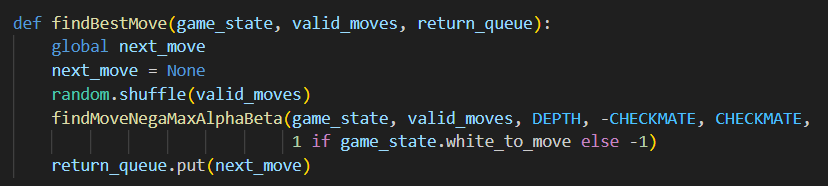 def findBestMove(game_state, valid_moves, return_queue):
    global next_move
    next_move = None
    random.shuffle(valid_moves)
    findMoveNegaMaxAlphaBeta(game_state, valid_moves, DEPTH, -CHECKMATE, CHECKMATE,
                             1 if game_state.white_to_move else -1)
    return_queue.put(next_move)